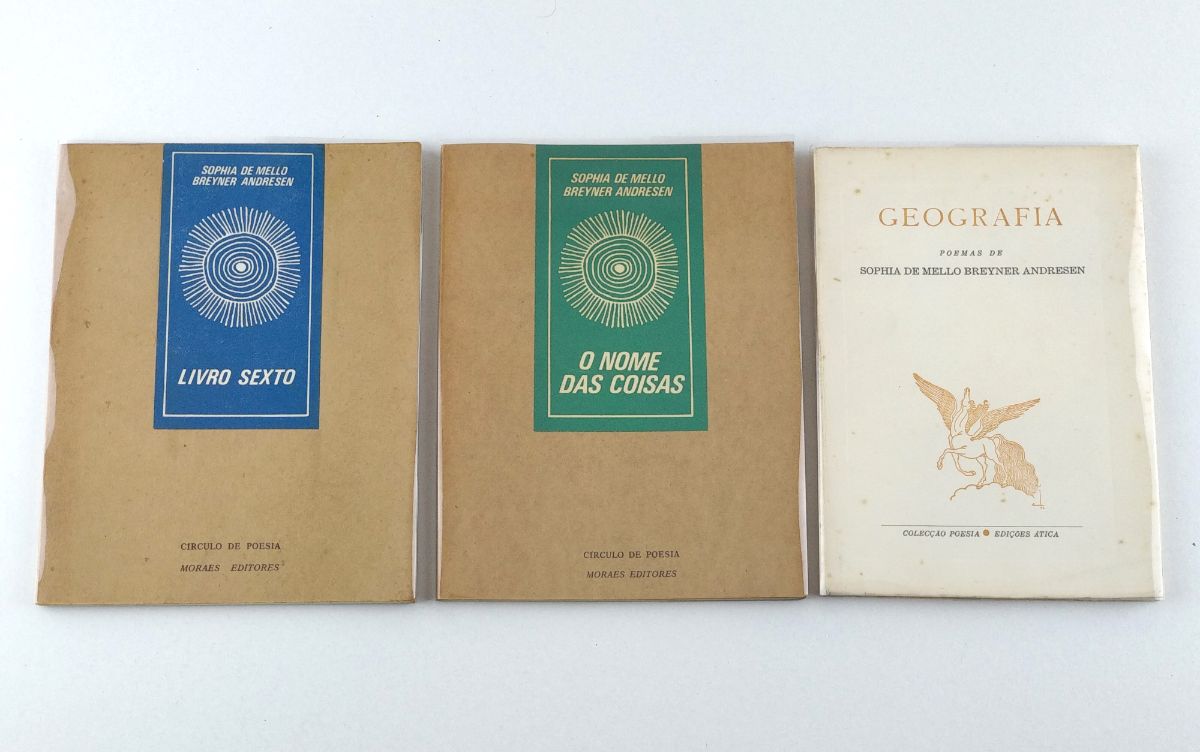 SOPHIA DE MELLO
BREYNER ANDRESEN
LIVRO SEXTO
CIRCULO DE POESIA
MORAES EDITORES
SOPHIA DE MELLO
BREYNER ANDRESEN
O NOME
DAS COISAS
CIRCULO DE POESIA
MORAES EDITORES
GEOGRAFIA
POEMAS DE
SOPHIA DE MELLO BREYNER ANDRESEN
COLECÇÃO POESIA EDIÇÕES ÁTICA